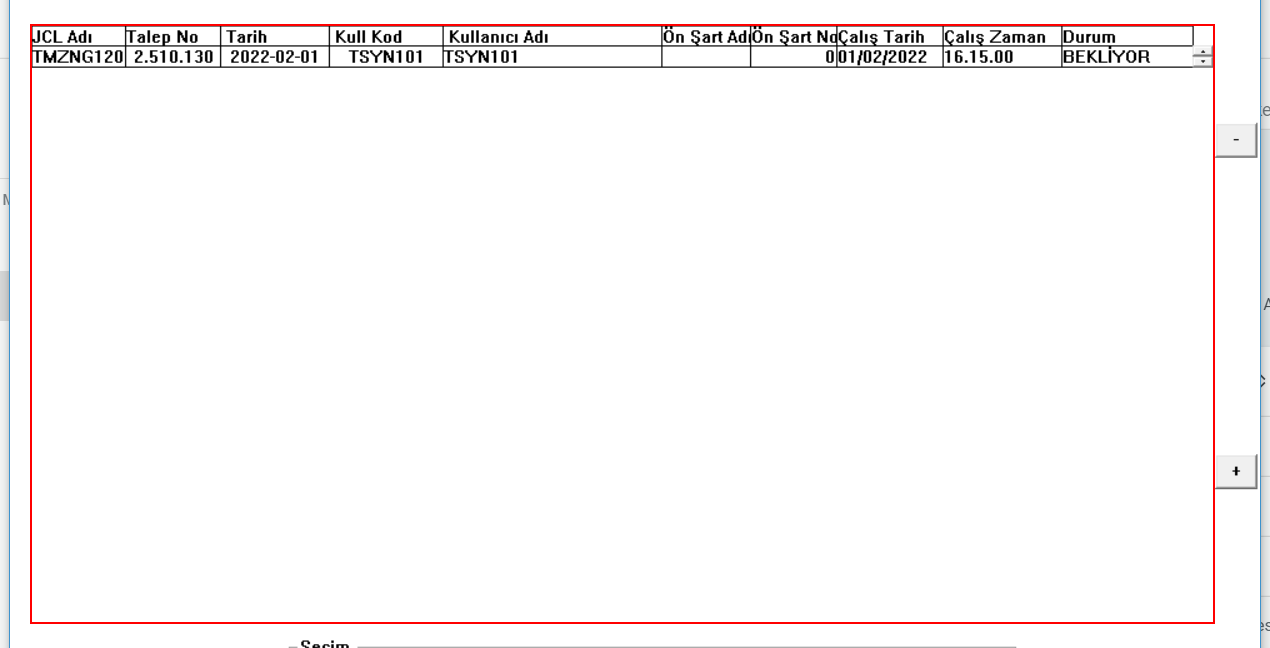 JCL Adı Talep No Tarih Kull Kod Kullanıcı Adı Ön Şart Adı Ön Şart No Çalış Tarih Çalış Zaman Durum
TMZNG120 2.510.130 2022-02-01 TSYN101 TSYN101 0 01/02/2022 16.15.00 BEKLİYOR
-
+
Seçim